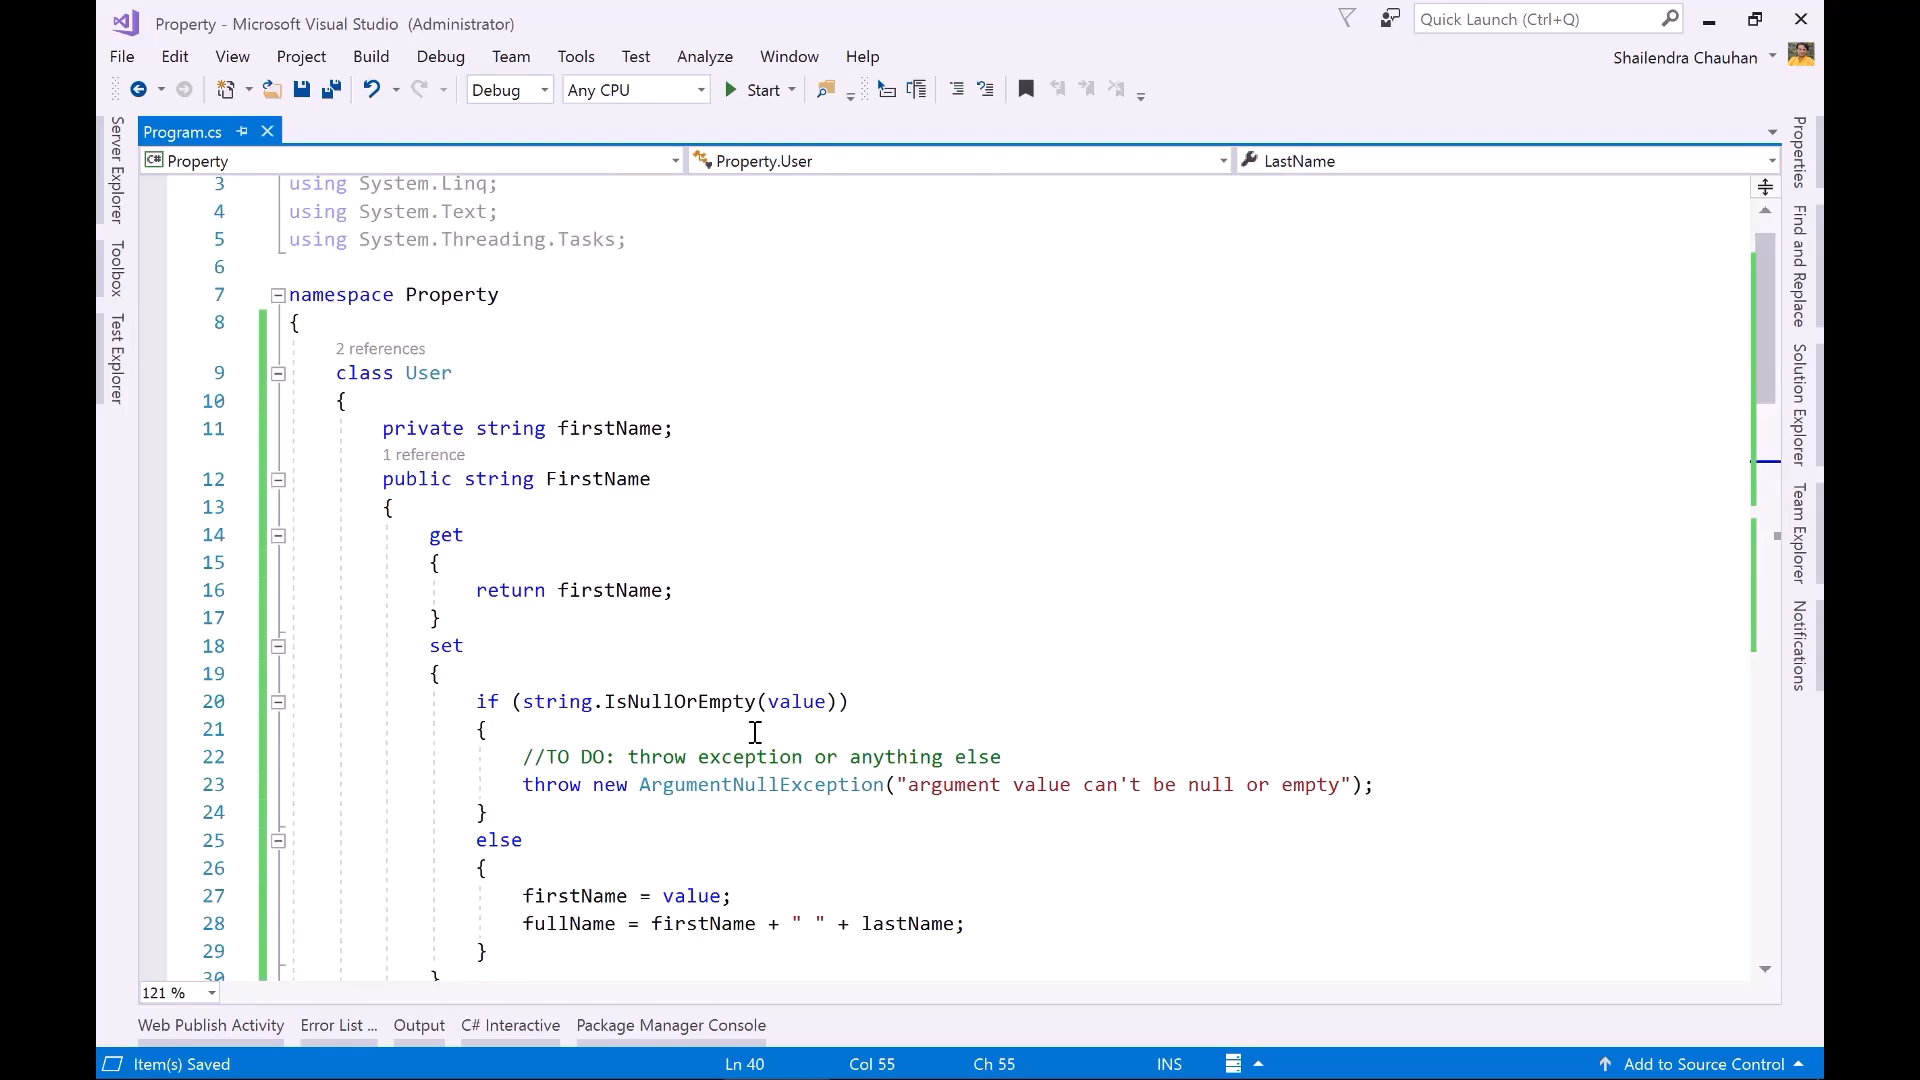 Property - Microsoft Visual Studio (Administrator)
Quick Launch (Ctrl+Q)
File Edit View Project Build Debug Team Tools Test Analyze Window Help
Shailendra Chauhan
Debug Any CPU Start
Server Explorer
Toolbox
Test Explorer
Program.cs
C# Property Property.User LastName
3 using System.Linq;
4 using System.Text;
5 using System.Threading.Tasks;
6
7 namespace Property
8 {
2 references
9 class User
10 {
11 private string firstName;
1 reference
12 public string FirstName
13 {
14 get
15 {
16 return firstName;
17 }
18 set
19 {
20 if (string.IsNullOrEmpty(value))
21 {
22 //TO DO: throw exception or anything else
23 throw new ArgumentNullException("argument value can't be null or empty");
24 }
25 else
26 {
27 firstName = value;
28 fullName = firstName + " " + lastName;
29 }
30 }
Properties
Find and Replace
Solution Explorer
Team Explorer
Notifications
121 %
Web Publish Activity Error List ... Output C# Interactive Package Manager Console
Item(s) Saved Ln 40 Col 55 Ch 55 INS Add to Source Control